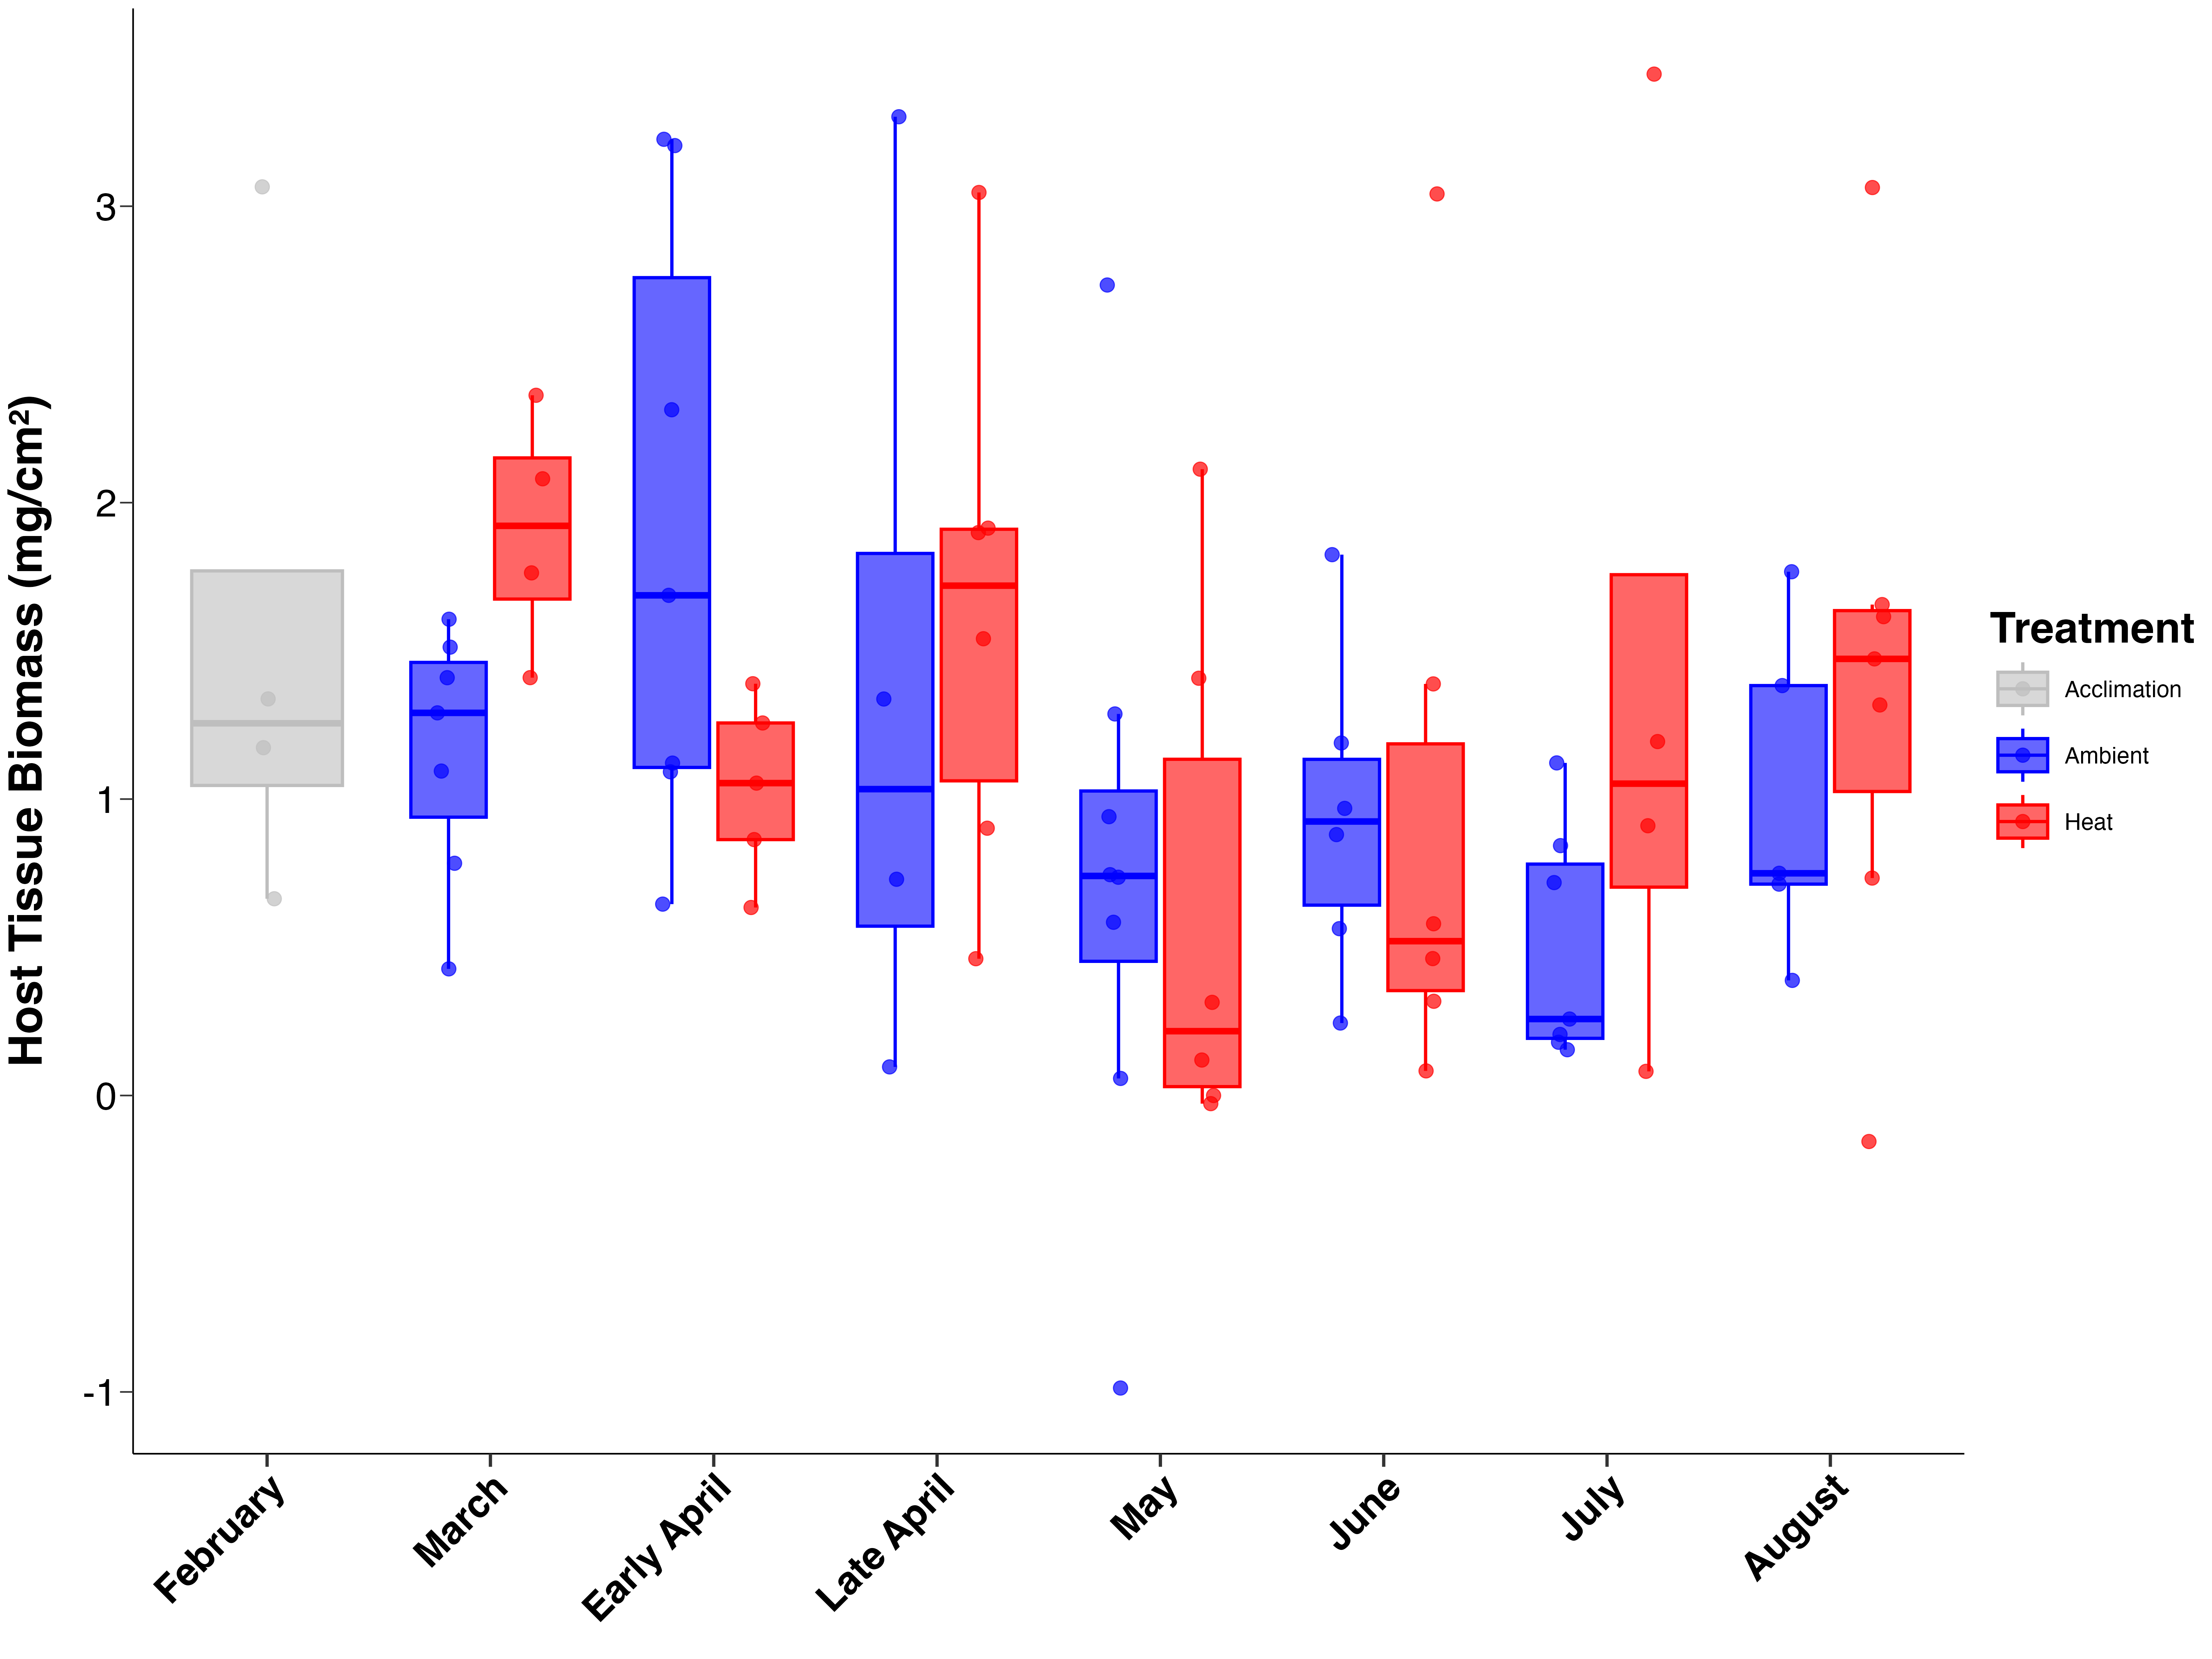 Host Tissue Biomass (mg/cm²)
3
2
1
0
-1
February
March
Early April
Late April
May
June
July
August
Treatment
Acclimation
Ambient
Heat